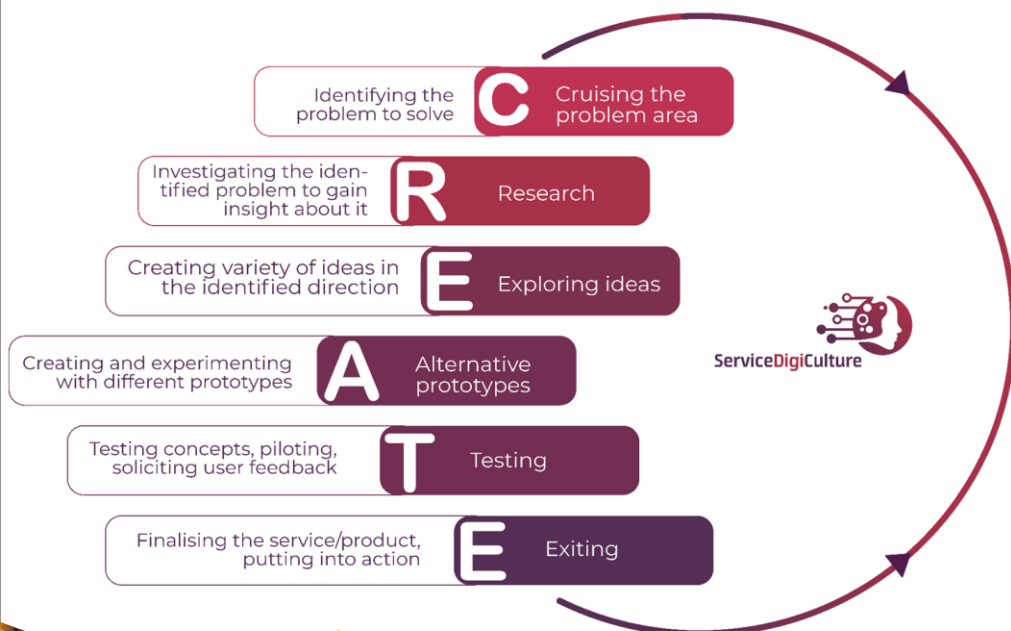 Identifying the
problem to solve
C
Cruising the
problem area
Investigating the iden-
tified problem to gain
insight about it
R
Research
Creating variety of ideas in
the identified direction
E
Exploring ideas
Creating and experimenting
with different prototypes
A
Alternative
prototypes
Testing concepts, piloting,
soliciting user feedback
T
Testing
Finalising the service/product,
putting into action
E
Exiting
ServiceDigiCulture